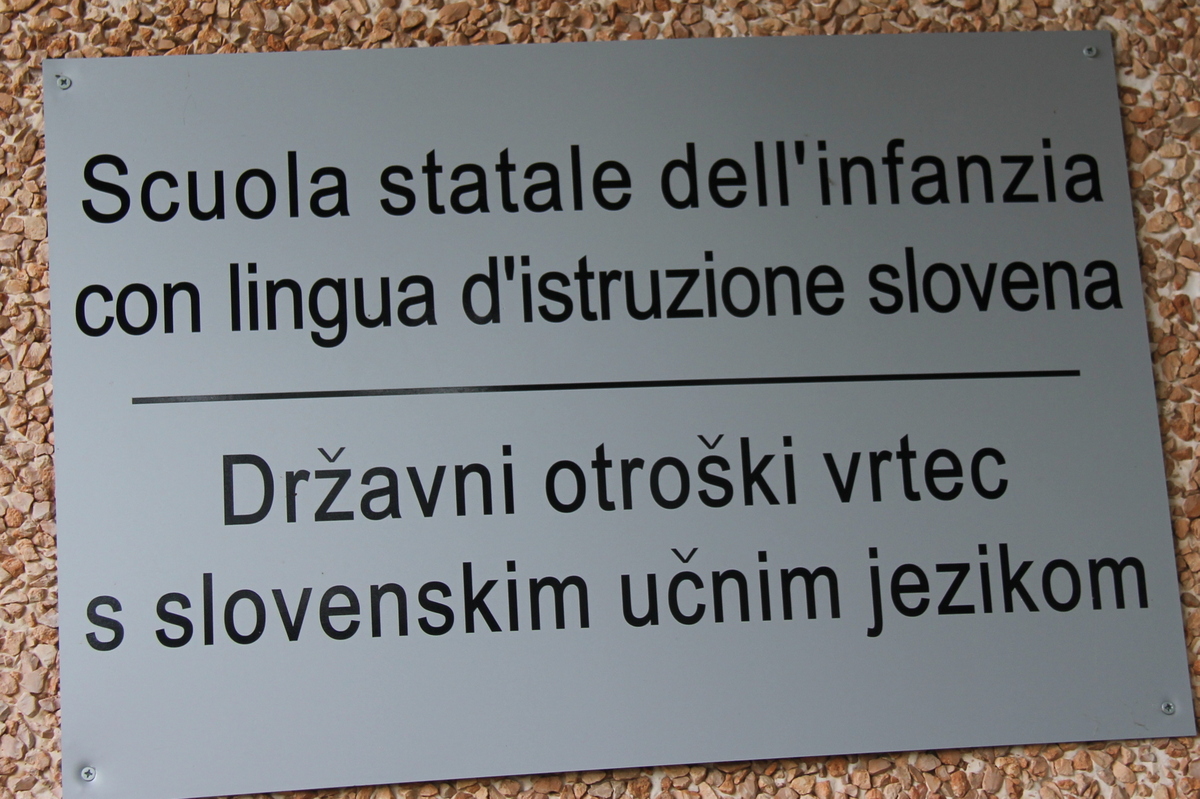 Scuola statale dell'infanzia
con lingua d'istruzione slovena
Državni otroški vrtec
s slovenskim učnim jezikom